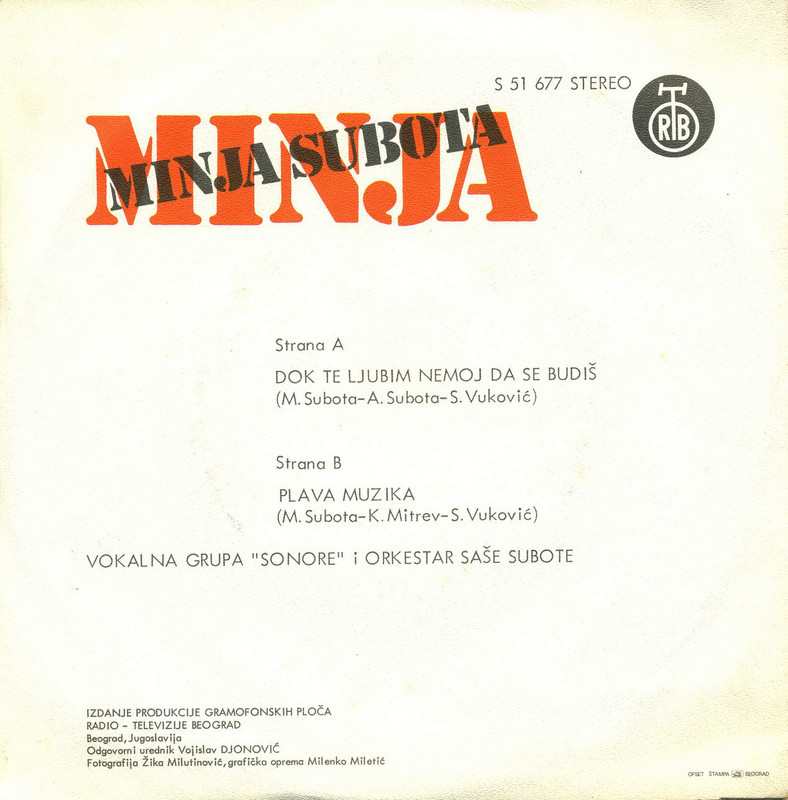 S 51 677 STEREO
RTB
MINJA
MINJA SUBOTA
Strana A
DOK TE LJUBIM NEMOJ DA SE BUDIŠ
(M. Subota-A. Subota-S. Vuković)
Strana B
PLAVA MUZIKA
(M. Subota-K. Mitrev-S. Vuković)
VOKALNA GRUPA "SONORE" i ORKESTAR SAŠE SUBOTE
IZDANJE PRODUKCIJE GRAMOFONSKIH PLOČA
RADIO - TELEVIZIJE BEOGRAD
Beograd, Jugoslavija
Odgovorni urednik Vojislav DJONOVIĆ
Fotografija Žika Milutinović, grafička oprema Milenko Miletić
OFSET ŠTAMPA BEOGRAD